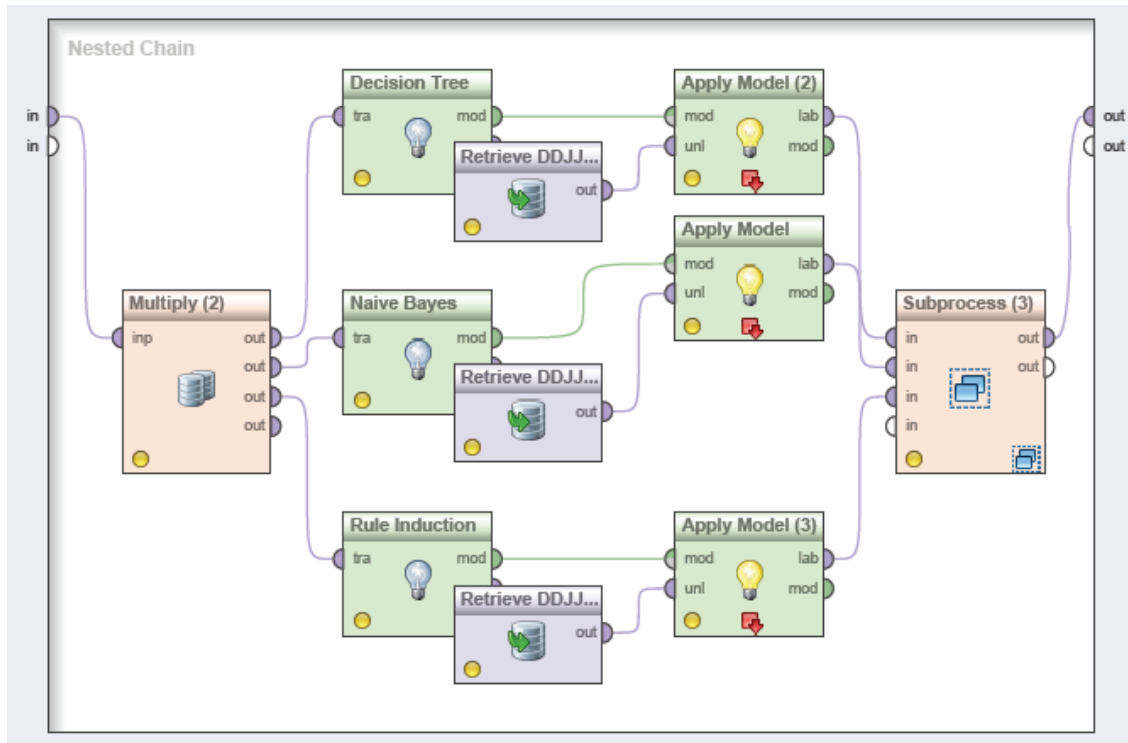 Nested Chain
in
in
out
out
Decision Tree
tra
mod
Retrieve DDJJ...
out
Apply Model (2)
mod
lab
unl
mod
Multiply (2)
inp
out
out
out
out
Naive Bayes
tra
mod
Retrieve DDJJ...
out
Apply Model
mod
lab
unl
mod
Subprocess (3)
in
out
in
out
in
in
Rule Induction
tra
mod
Retrieve DDJJ...
out
Apply Model (3)
mod
lab
unl
mod